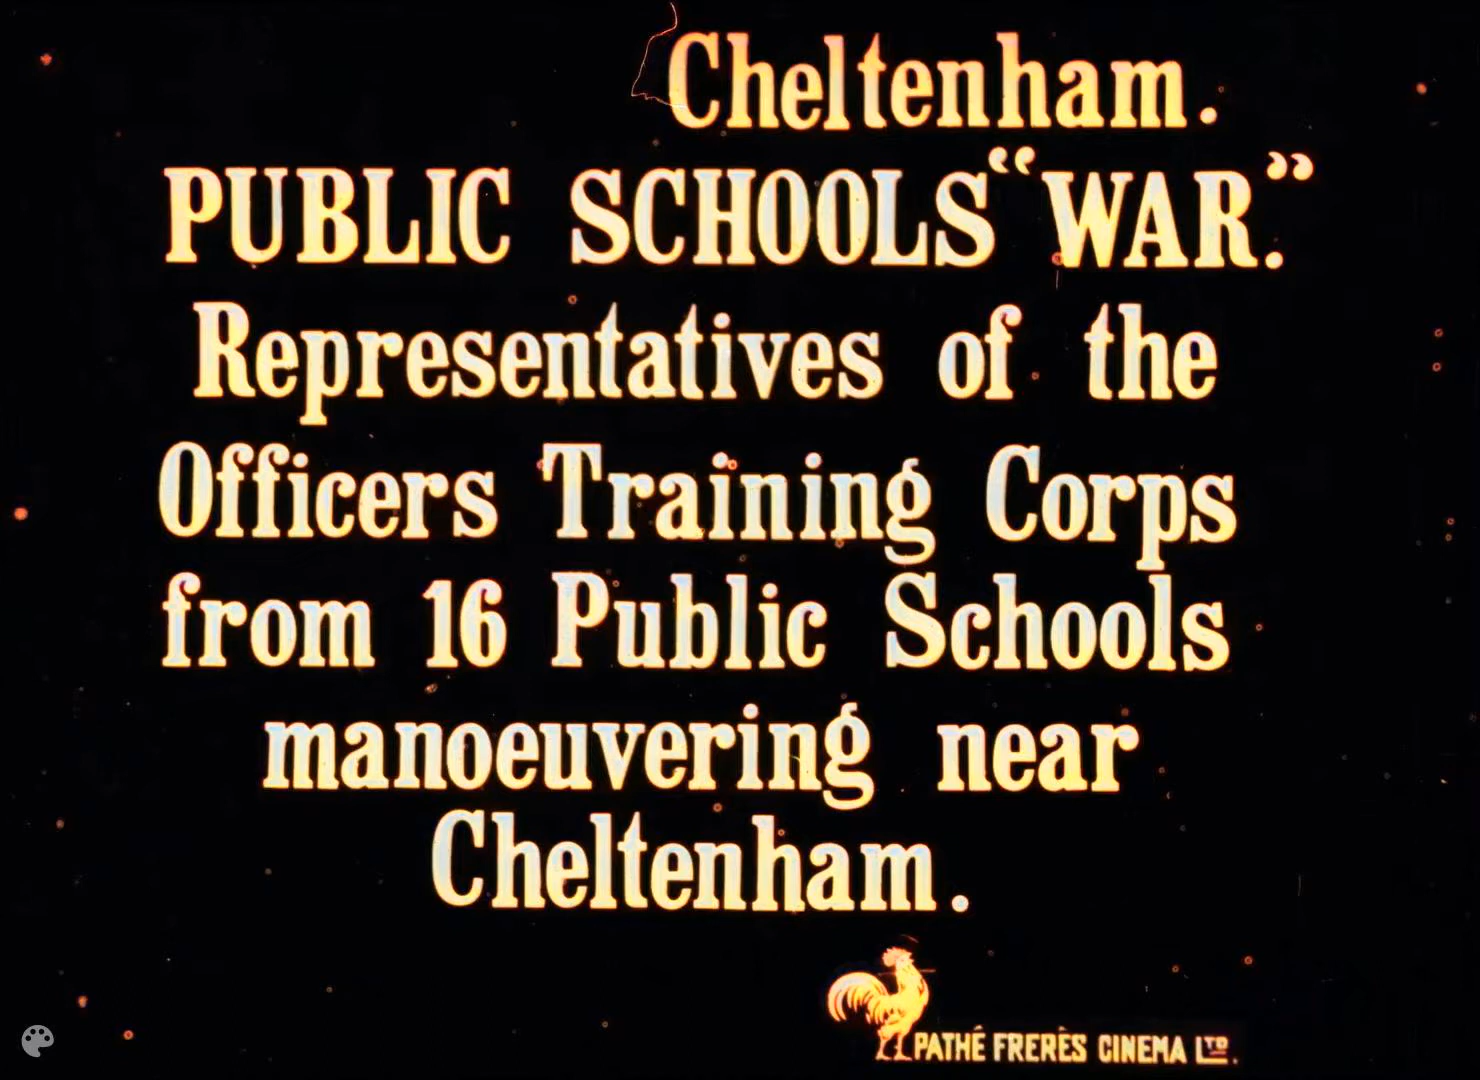 Cheltenham.
PUBLIC SCHOOLS “WAR.”
Representatives of the
Officers Training Corps
from 16 Public Schools
manoeuvering near
Cheltenham.
PATHÉ FRERÈS CINEMA LTD.